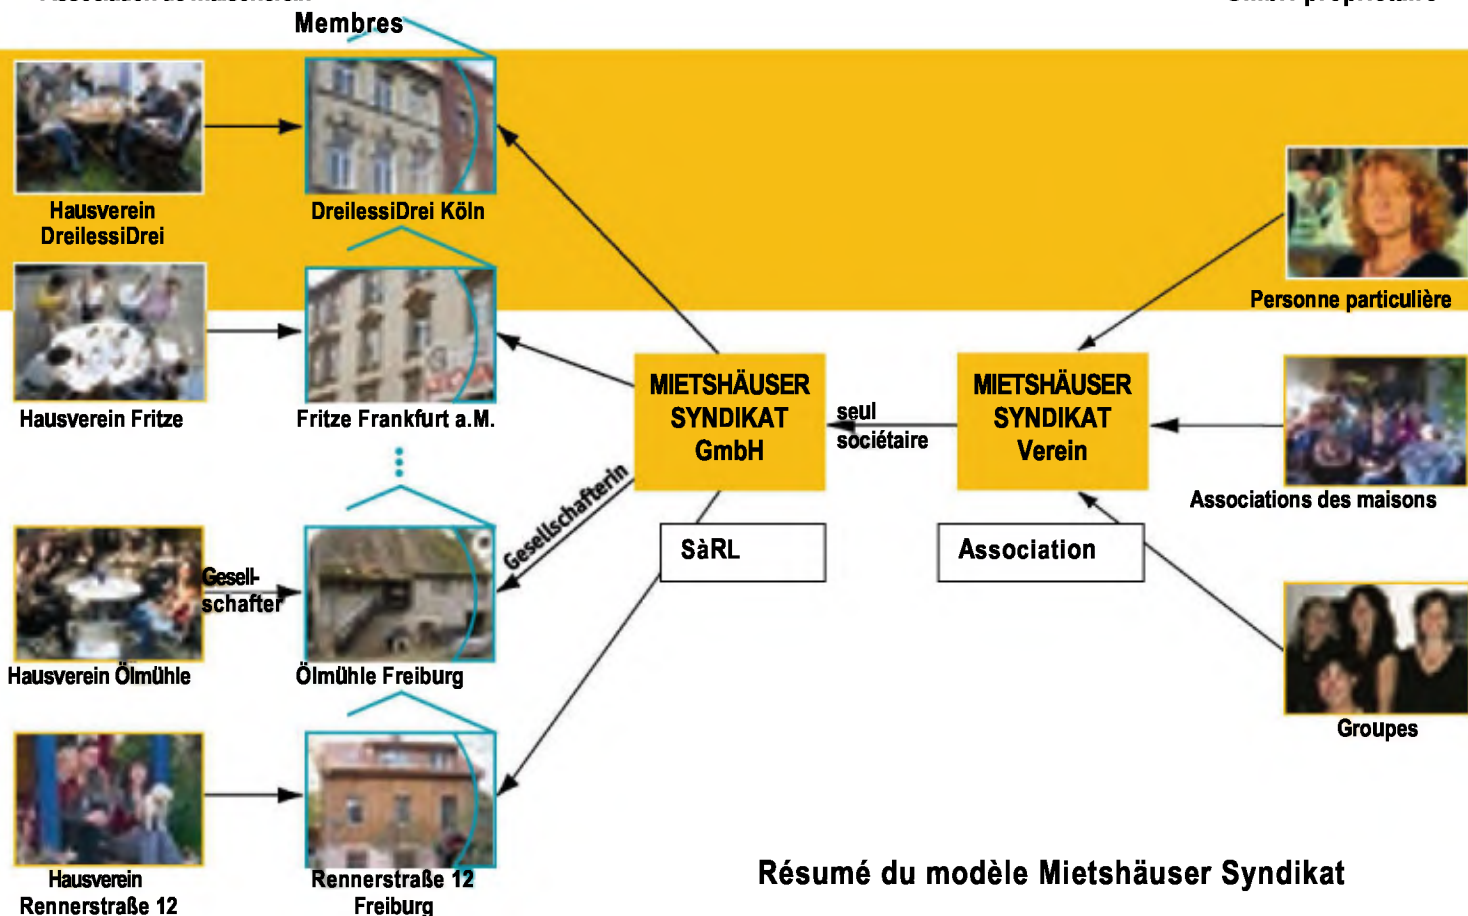 Membres
Hausverein
DreilessiDrei
DreilessiDrei Köln
Personne particulière
Hausverein Fritze
Fritze Frankfurt a.M.
MIETSHÄUSER
SYNDIKAT
GmbH
seul
sociétaire
MIETSHÄUSER
SYNDIKAT
Verein
Associations des maisons
Gesellschafterin
SàRL
Association
Gesell-
schafter
Hausverein Ölmühle
Ölmühle Freiburg
Groupes
Hausverein
Rennerstraße 12
Rennerstraße 12
Freiburg
Résumé du modèle Mietshäuser Syndikat